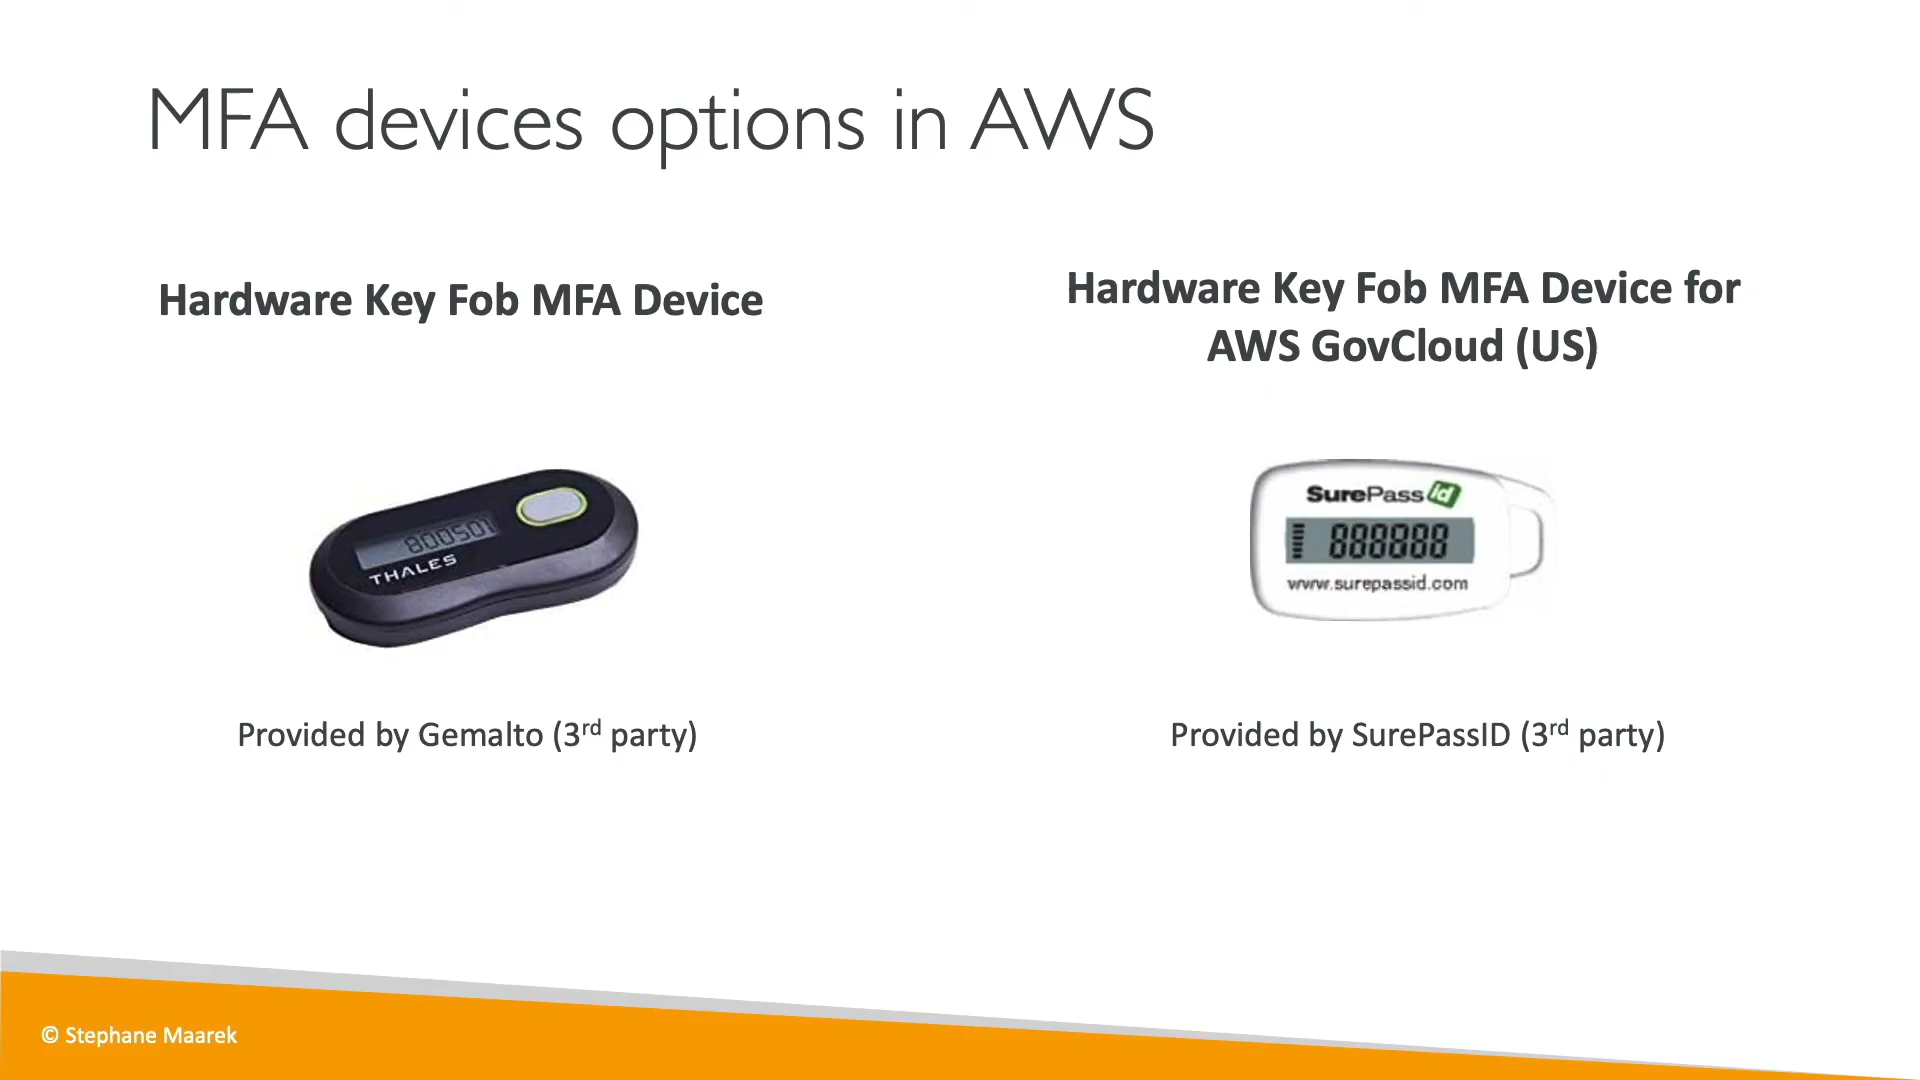 MFA devices options in AWS
Hardware Key Fob MFA Device
Hardware Key Fob MFA Device for
AWS GovCloud (US)
THALES
SurePass id
888888
www.surepassid.com
Provided by Gemalto (3rd party)
Provided by SurePassID (3rd party)
© Stephane Maarek